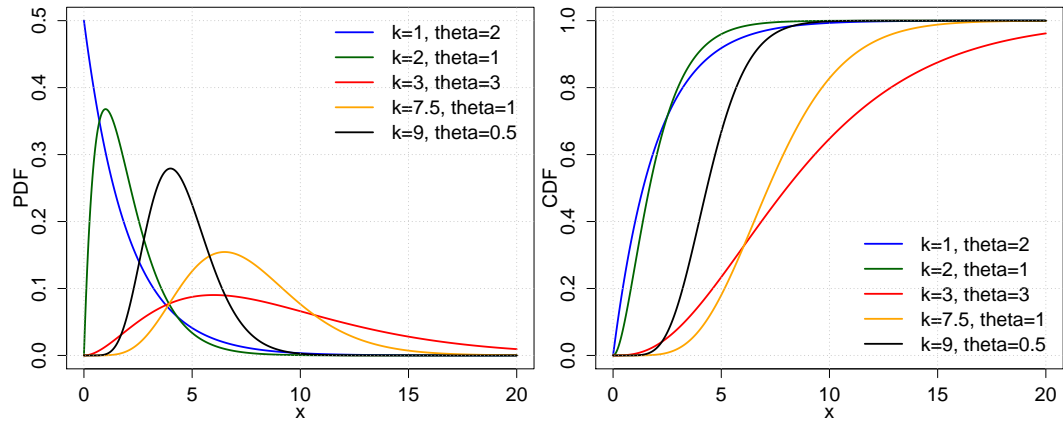 0.5
0.4
0.3
0.2
0.1
0.0
PDF
k=1, theta=2
k=2, theta=1
k=3, theta=3
k=7.5, theta=1
k=9, theta=0.5
0 5 10 15 20
x
1.0
0.8
0.6
0.4
0.2
0.0
CDF
k=1, theta=2
k=2, theta=1
k=3, theta=3
k=7.5, theta=1
k=9, theta=0.5
0 5 10 15 20
x